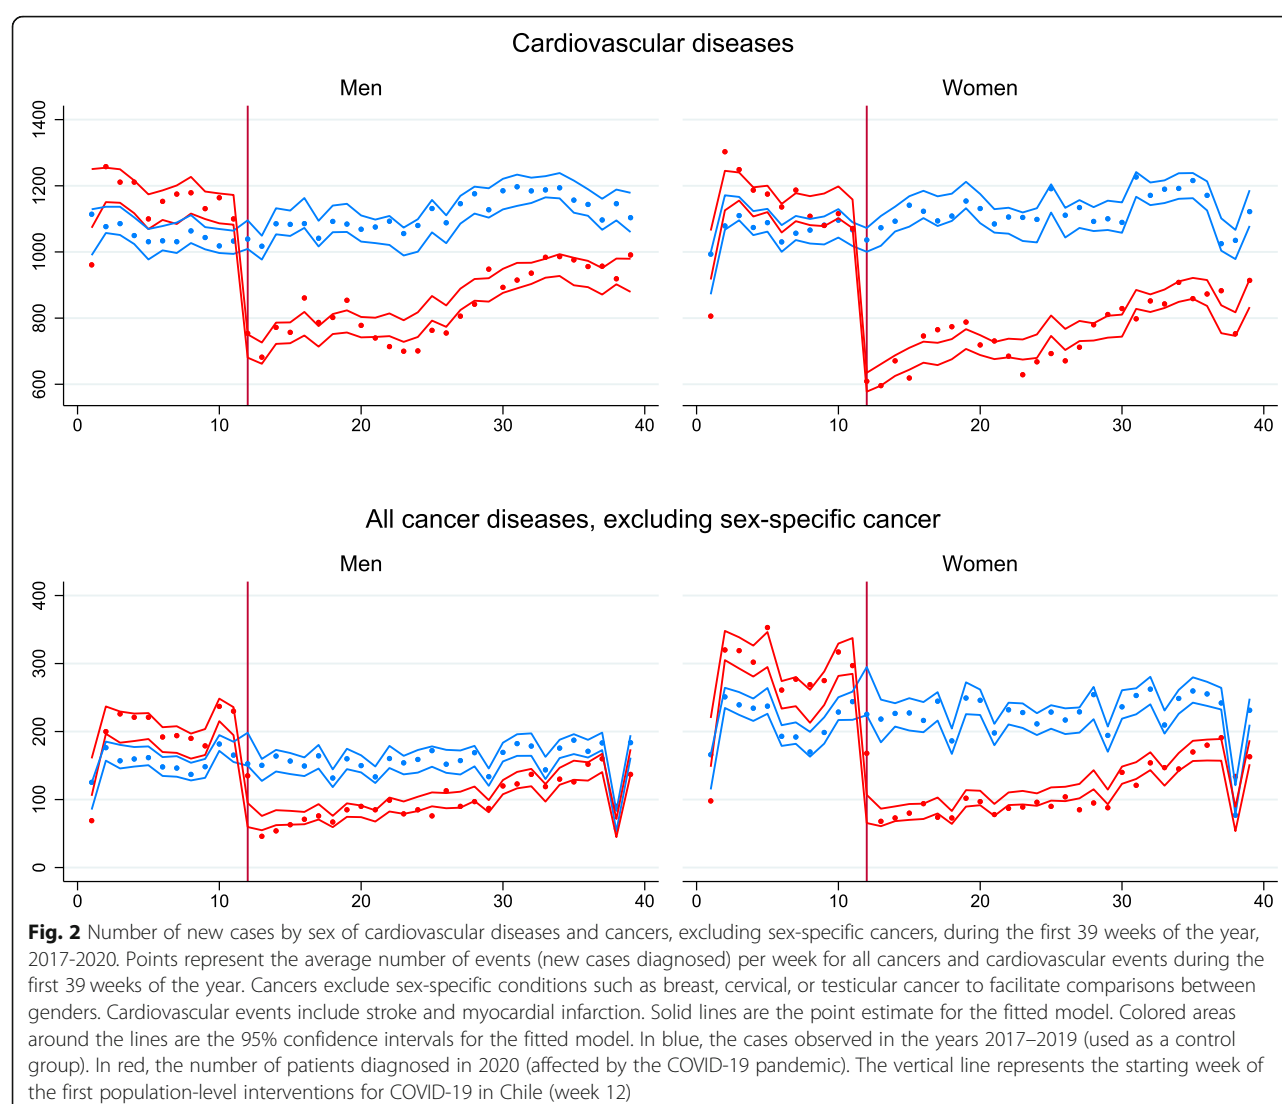 Cardiovascular diseases
Men
Women
1400
1200
1000
800
600
0 10 20 30 40
0 10 20 30 40
All cancer diseases, excluding sex-specific cancer
Men
Women
400
300
200
100
0
0 10 20 30 40
0 10 20 30 40
Fig. 2 Number of new cases by sex of cardiovascular diseases and cancers, excluding sex-specific cancers, during the first 39 weeks of the year,
2017-2020. Points represent the average number of events (new cases diagnosed) per week for all cancers and cardiovascular events during the
first 39 weeks of the year. Cancers exclude sex-specific conditions such as breast, cervical, or testicular cancer to facilitate comparisons between
genders. Cardiovascular events include stroke and myocardial infarction. Solid lines are the point estimate for the fitted model. Colored areas
around the lines are the 95% confidence intervals for the fitted model. In blue, the cases observed in the years 2017–2019 (used as a control
group). In red, the number of patients diagnosed in 2020 (affected by the COVID-19 pandemic). The vertical line represents the starting week of
the first population-level interventions for COVID-19 in Chile (week 12)